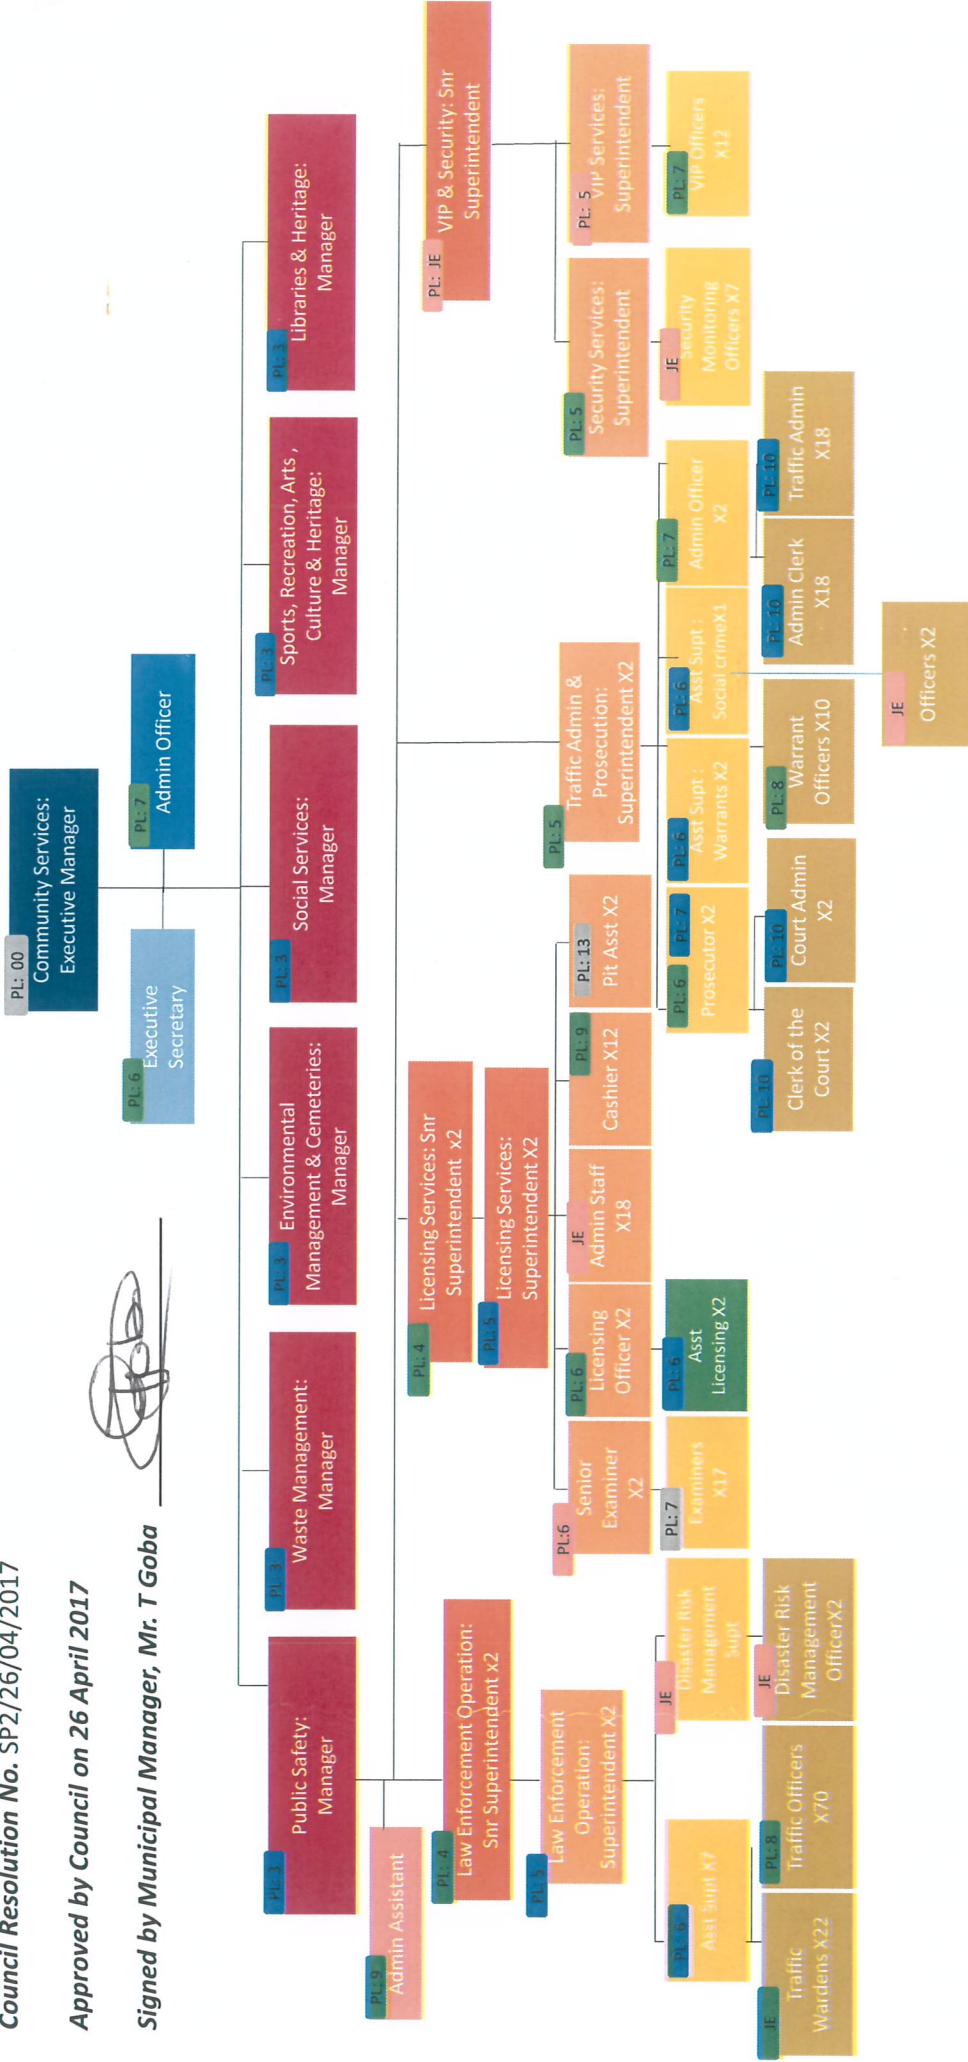 Council Resolution No. SP2/26/04/2017
Approved by Council on 26 April 2017
Signed by Municipal Manager, Mr. T Goba
PL: 00
Community Services:
Executive Manager
PL: 6
Executive
Secretary
PL: 7
Admin Officer
PL: 3
Public Safety:
Manager
PL: 3
Waste Management:
Manager
PL: 3
Environmental
Management & Cemeteries:
Manager
PL: 3
Social Services:
Manager
PL: 3
Sports, Recreation, Arts ,
Culture & Heritage:
Manager
PL: 3
Libraries & Heritage:
Manager
PL: 9
Admin Assistant
PL: 4
Law Enforcement Operation:
Snr Superintendent x2
PL: 5
Law Enforcement
Operation:
Superintendent X2
PL: 6
Asst Supt X7
JE
Disaster Risk
Management
Supt
JE
Traffic
Wardens X22
PL: 8
Traffic Officers
X70
JE
Disaster Risk
Management
OfficerX2
PL: 4
Licensing Services: Snr
Superintendent x2
PL: 5
Licensing Services:
Superintendent X2
PL:6
Senior
Examiner
X2
PL: 6
Licensing
Officer X2
JE
Admin Staff
X18
PL: 9
Cashier X12
PL: 13
Pit Asst X2
PL: 7
Examiners
X17
PL: 6
Asst
Licensing X2
PL: 5
Traffic Admin &
Prosecution:
Superintendent X2
PL: 6
PL: 7
Prosecutor X2
PL: 6
Asst Supt :
Warrants X2
PL: 6
Asst Supt :
Social crimeX1
PL: 7
Admin Officer
X2
PL: 10
Clerk of the
Court X2
PL: 10
Court Admin
X2
PL: 8
Warrant
Officers X10
PL: 10
Admin Clerk
X18
PL: 10
Traffic Admin
X18
JE
Officers X2
PL: JE
VIP & Security: Snr
Superintendent
PL: 5
Security Services:
Superintendent
PL: 5
VIP Services:
Superintendent
JE
Security
Monitoring
Officers X7
PL: 7
VIP Officers
X12